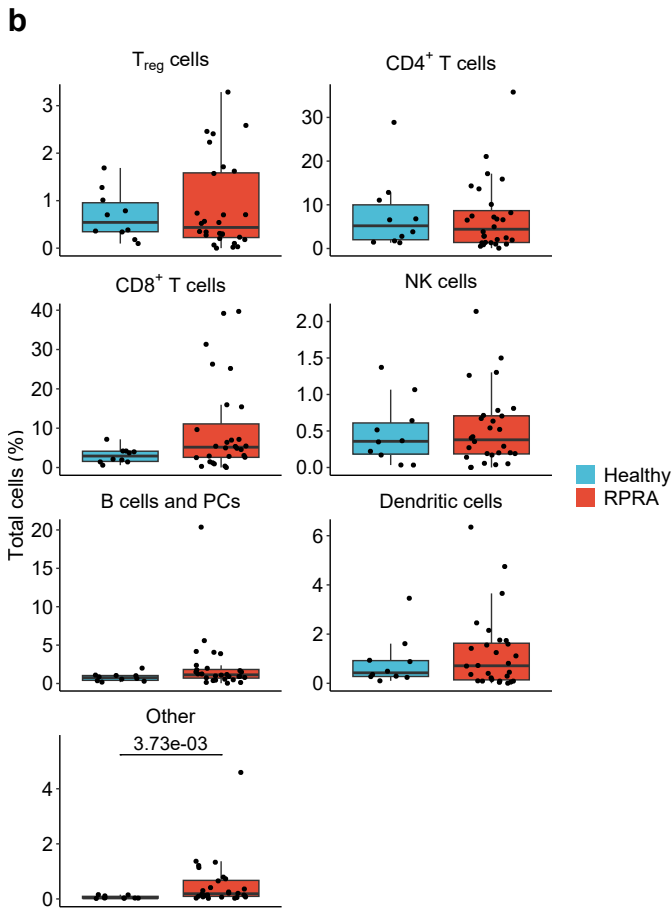 b
Total cells (%)
Treg cells
3
2
1
0
CD4+ T cells
30
20
10
0
CD8+ T cells
40
30
20
10
0
NK cells
2.0
1.5
1.0
0.5
0.0
Healthy
RPRA
B cells and PCs
20
15
10
5
0
Dendritic cells
6
4
2
0
Other
3.73e-03
4
2
0